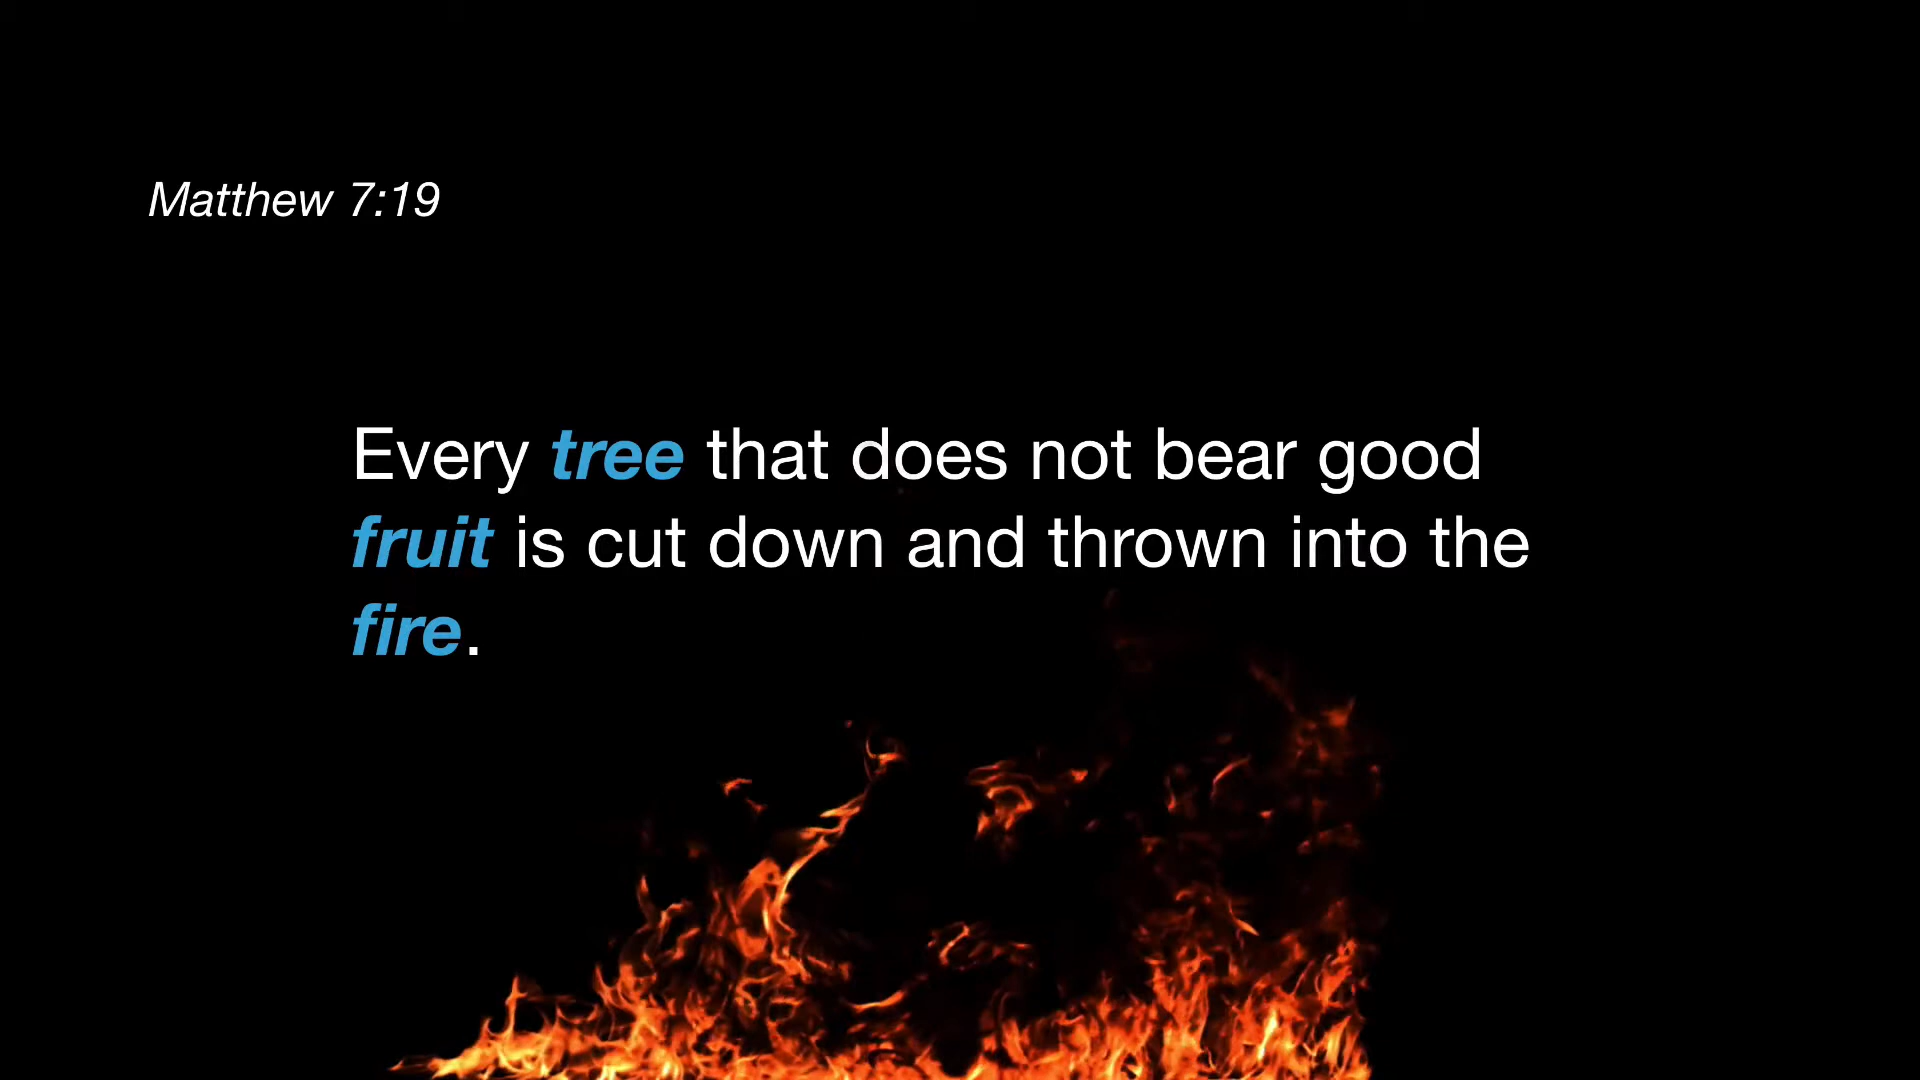 Matthew 7:19
Every tree that does not bear good
fruit is cut down and thrown into the
fire.